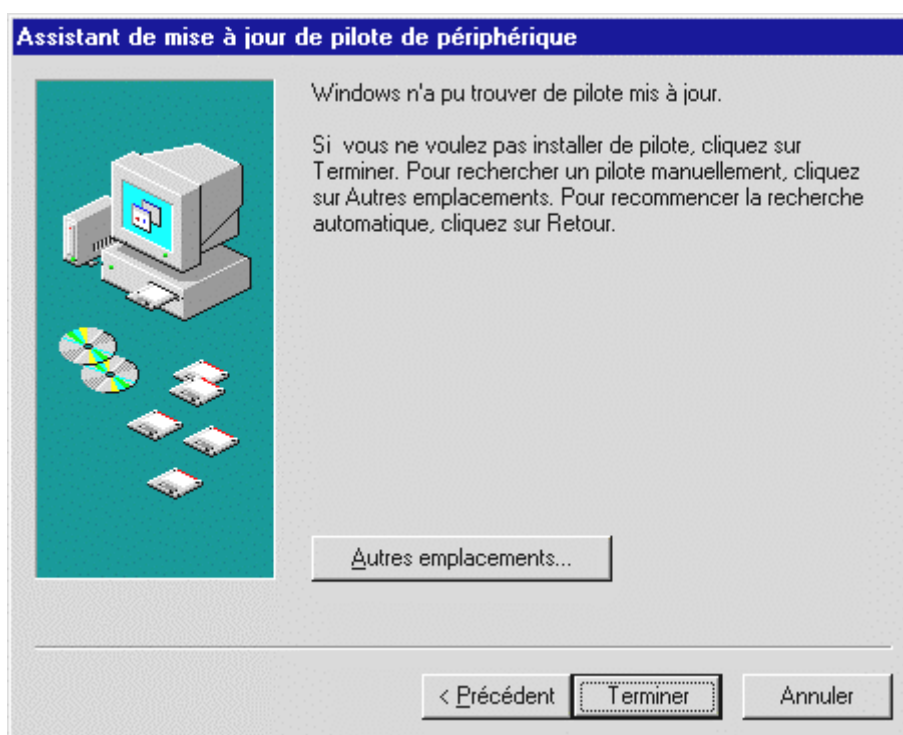 Assistant de mise à jour de pilote de périphérique
Windows n'a pu trouver de pilote mis à jour.
Si vous ne voulez pas installer de pilote, cliquez sur
Terminer. Pour rechercher un pilote manuellement, cliquez
sur Autres emplacements. Pour recommencer la recherche
automatique, cliquez sur Retour.
Autres emplacements...
< Précédent
Terminer
Annuler